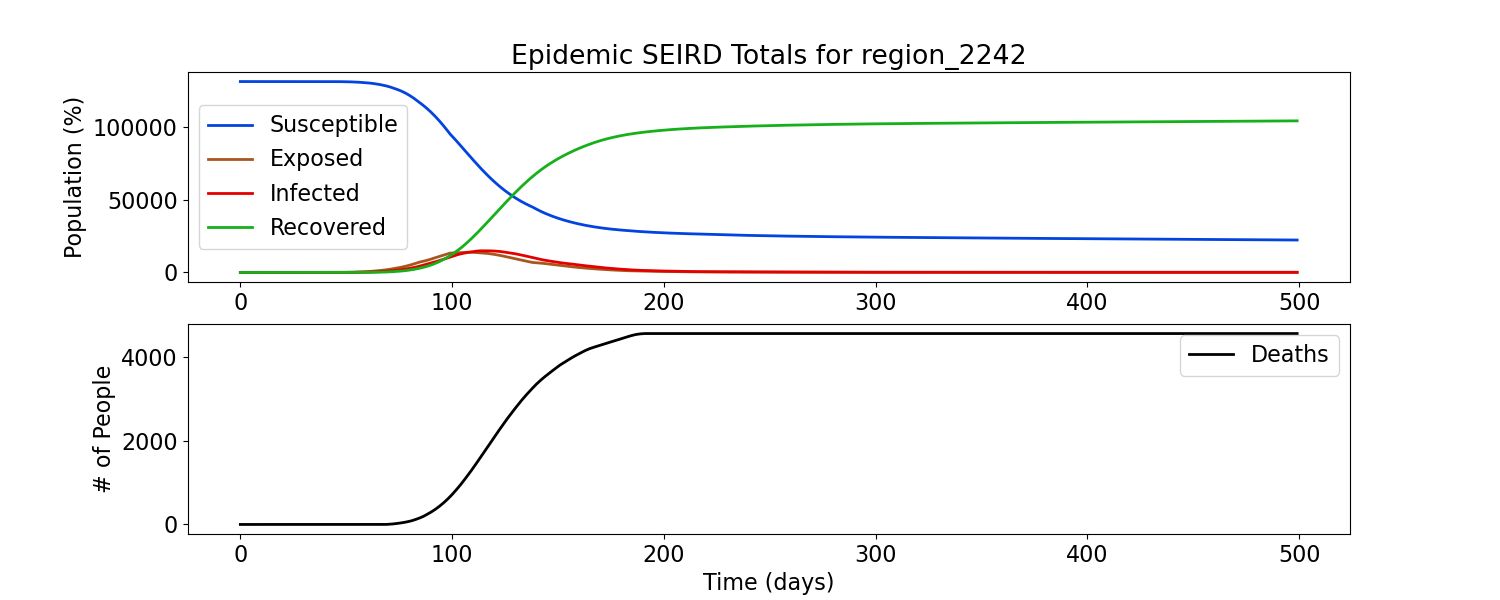 Epidemic SEIRD Totals for region_2242
Population (%)
100000
50000
0
Susceptible
Exposed
Infected
Recovered
0 100 200 300 400 500
# of People
4000
2000
0
Deaths
0 100 200 300 400 500
Time (days)